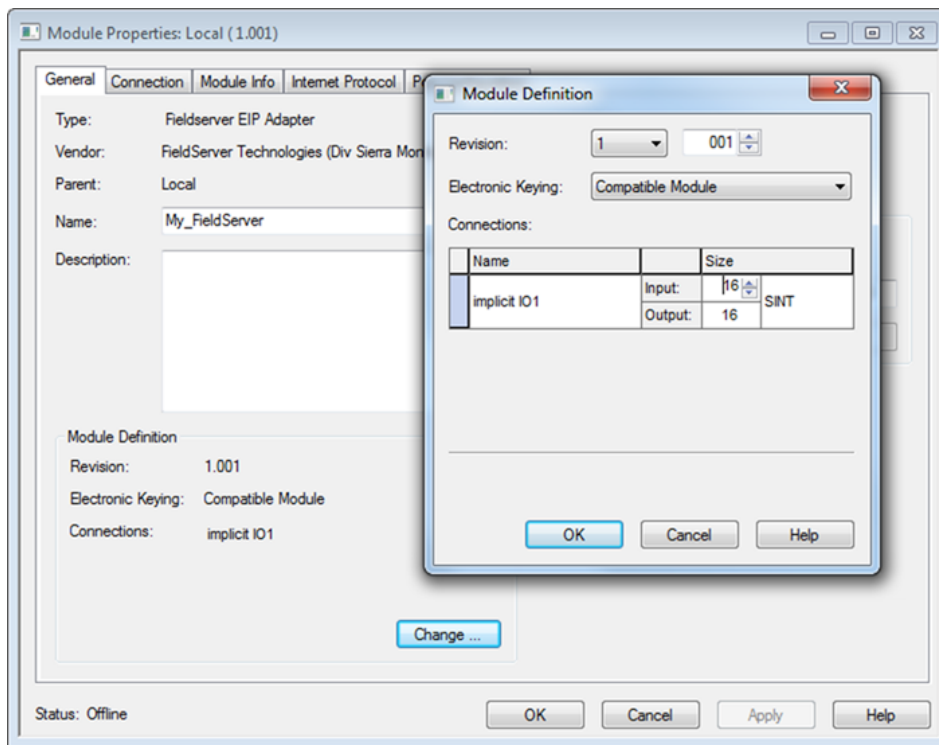 Module Properties: Local (1.001)
General Connection Module Info Internet Protocol
Type: Fieldserver EIP Adapter
Vendor: FieldServer Technologies (Div Sierra Mon
Parent: Local
Name: My_FieldServer
Description:
Module Definition
Revision: 1.001
Electronic Keying: Compatible Module
Connections: implicit IO1
Change ...
Status: Offline
OK Cancel Apply Help
Module Definition
Revision: 1 001
Electronic Keying: Compatible Module
Connections:
Name Size
implicit IO1 Input: 16 SINT
Output: 16
OK Cancel Help